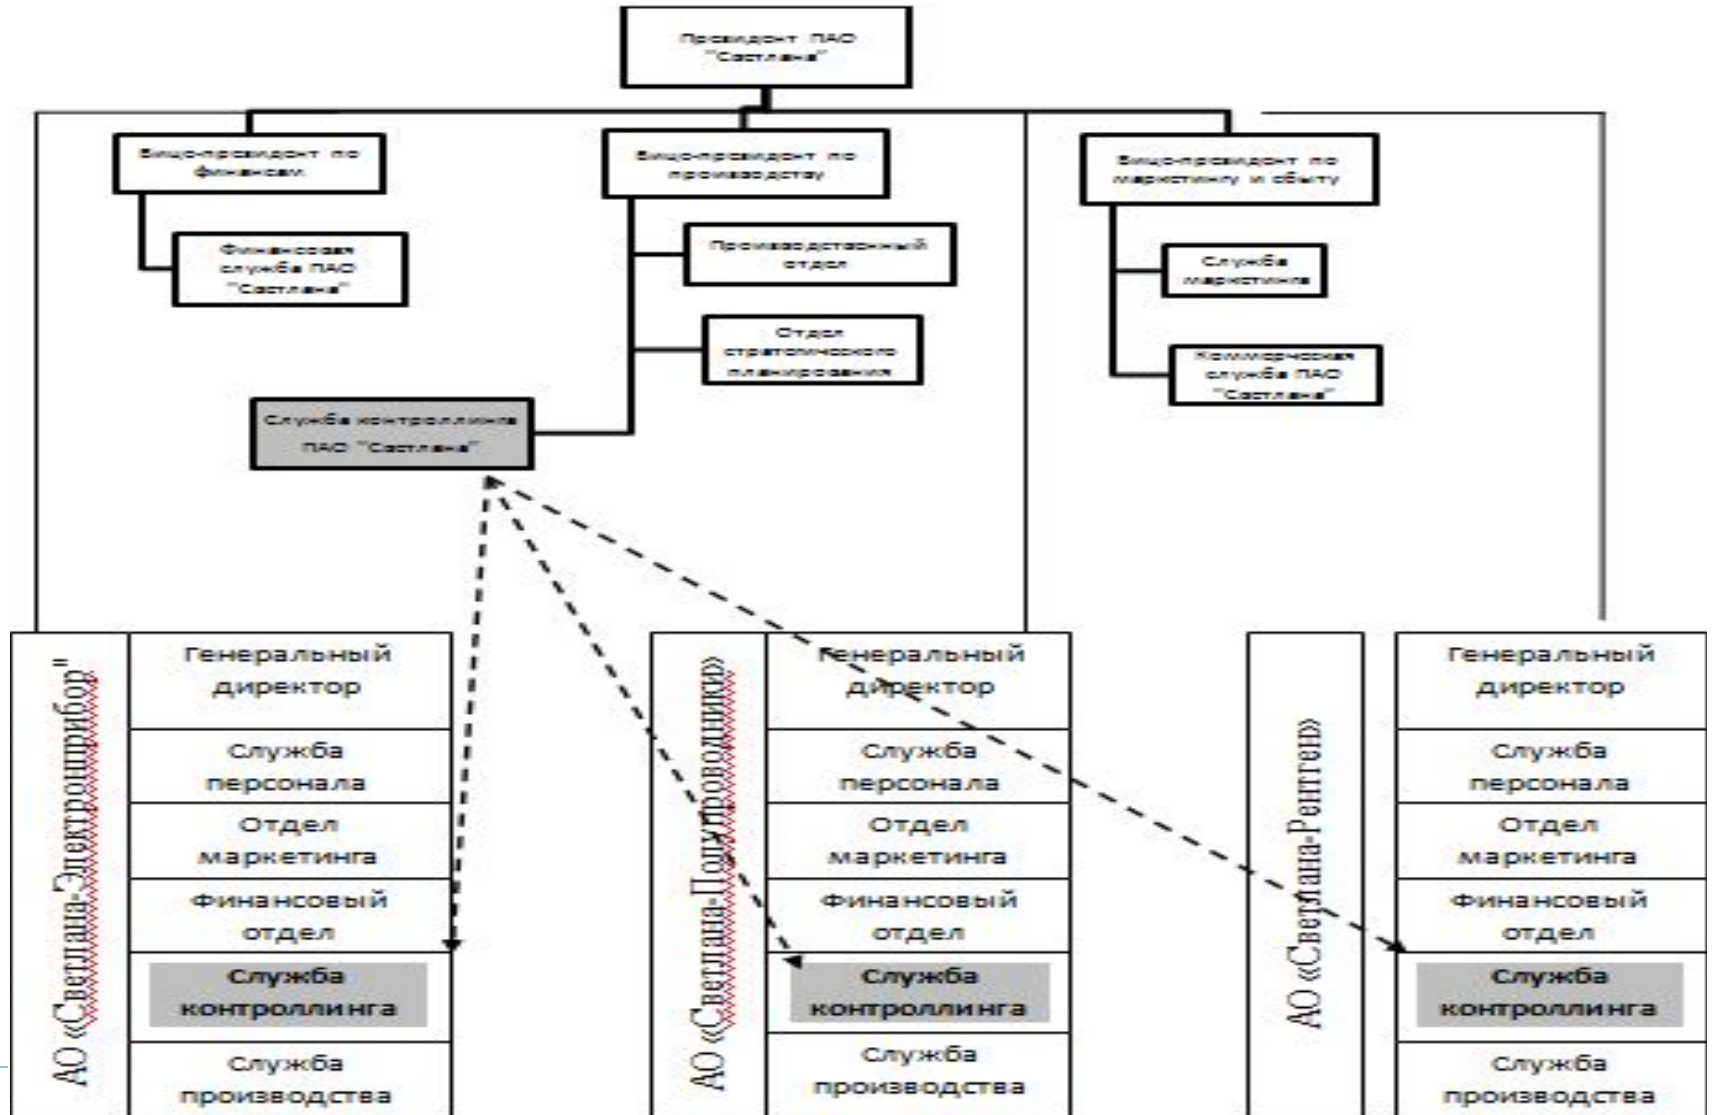 Президент ПАО
"Светлана"
Вице-президент по
финансам
Вице-президент по
производству
Вице-президент по
маркетингу и сбыту
Финансовая
служба ПАО
"Светлана"
Производственный
отдел
Служба
маркетинга
Отдел
стратегического
планирования
Коммерческая
служба ПАО
"Светлана"
Служба контроллинга
ПАО "Светлана"
АО «Светлана-Электронприбор"
Генеральный
директор
Служба
персонала
Отдел
маркетинга
Финансовый
отдел
Служба
контроллинга
Служба
производства
АО «Светлана-Полупроводники»
Генеральный
директор
Служба
персонала
Отдел
маркетинга
Финансовый
отдел
Служба
контроллинга
Служба
производства
АО «Светлана-Рентген»
Генеральный
директор
Служба
персонала
Отдел
маркетинга
Финансовый
отдел
Служба
контроллинга
Служба
производства